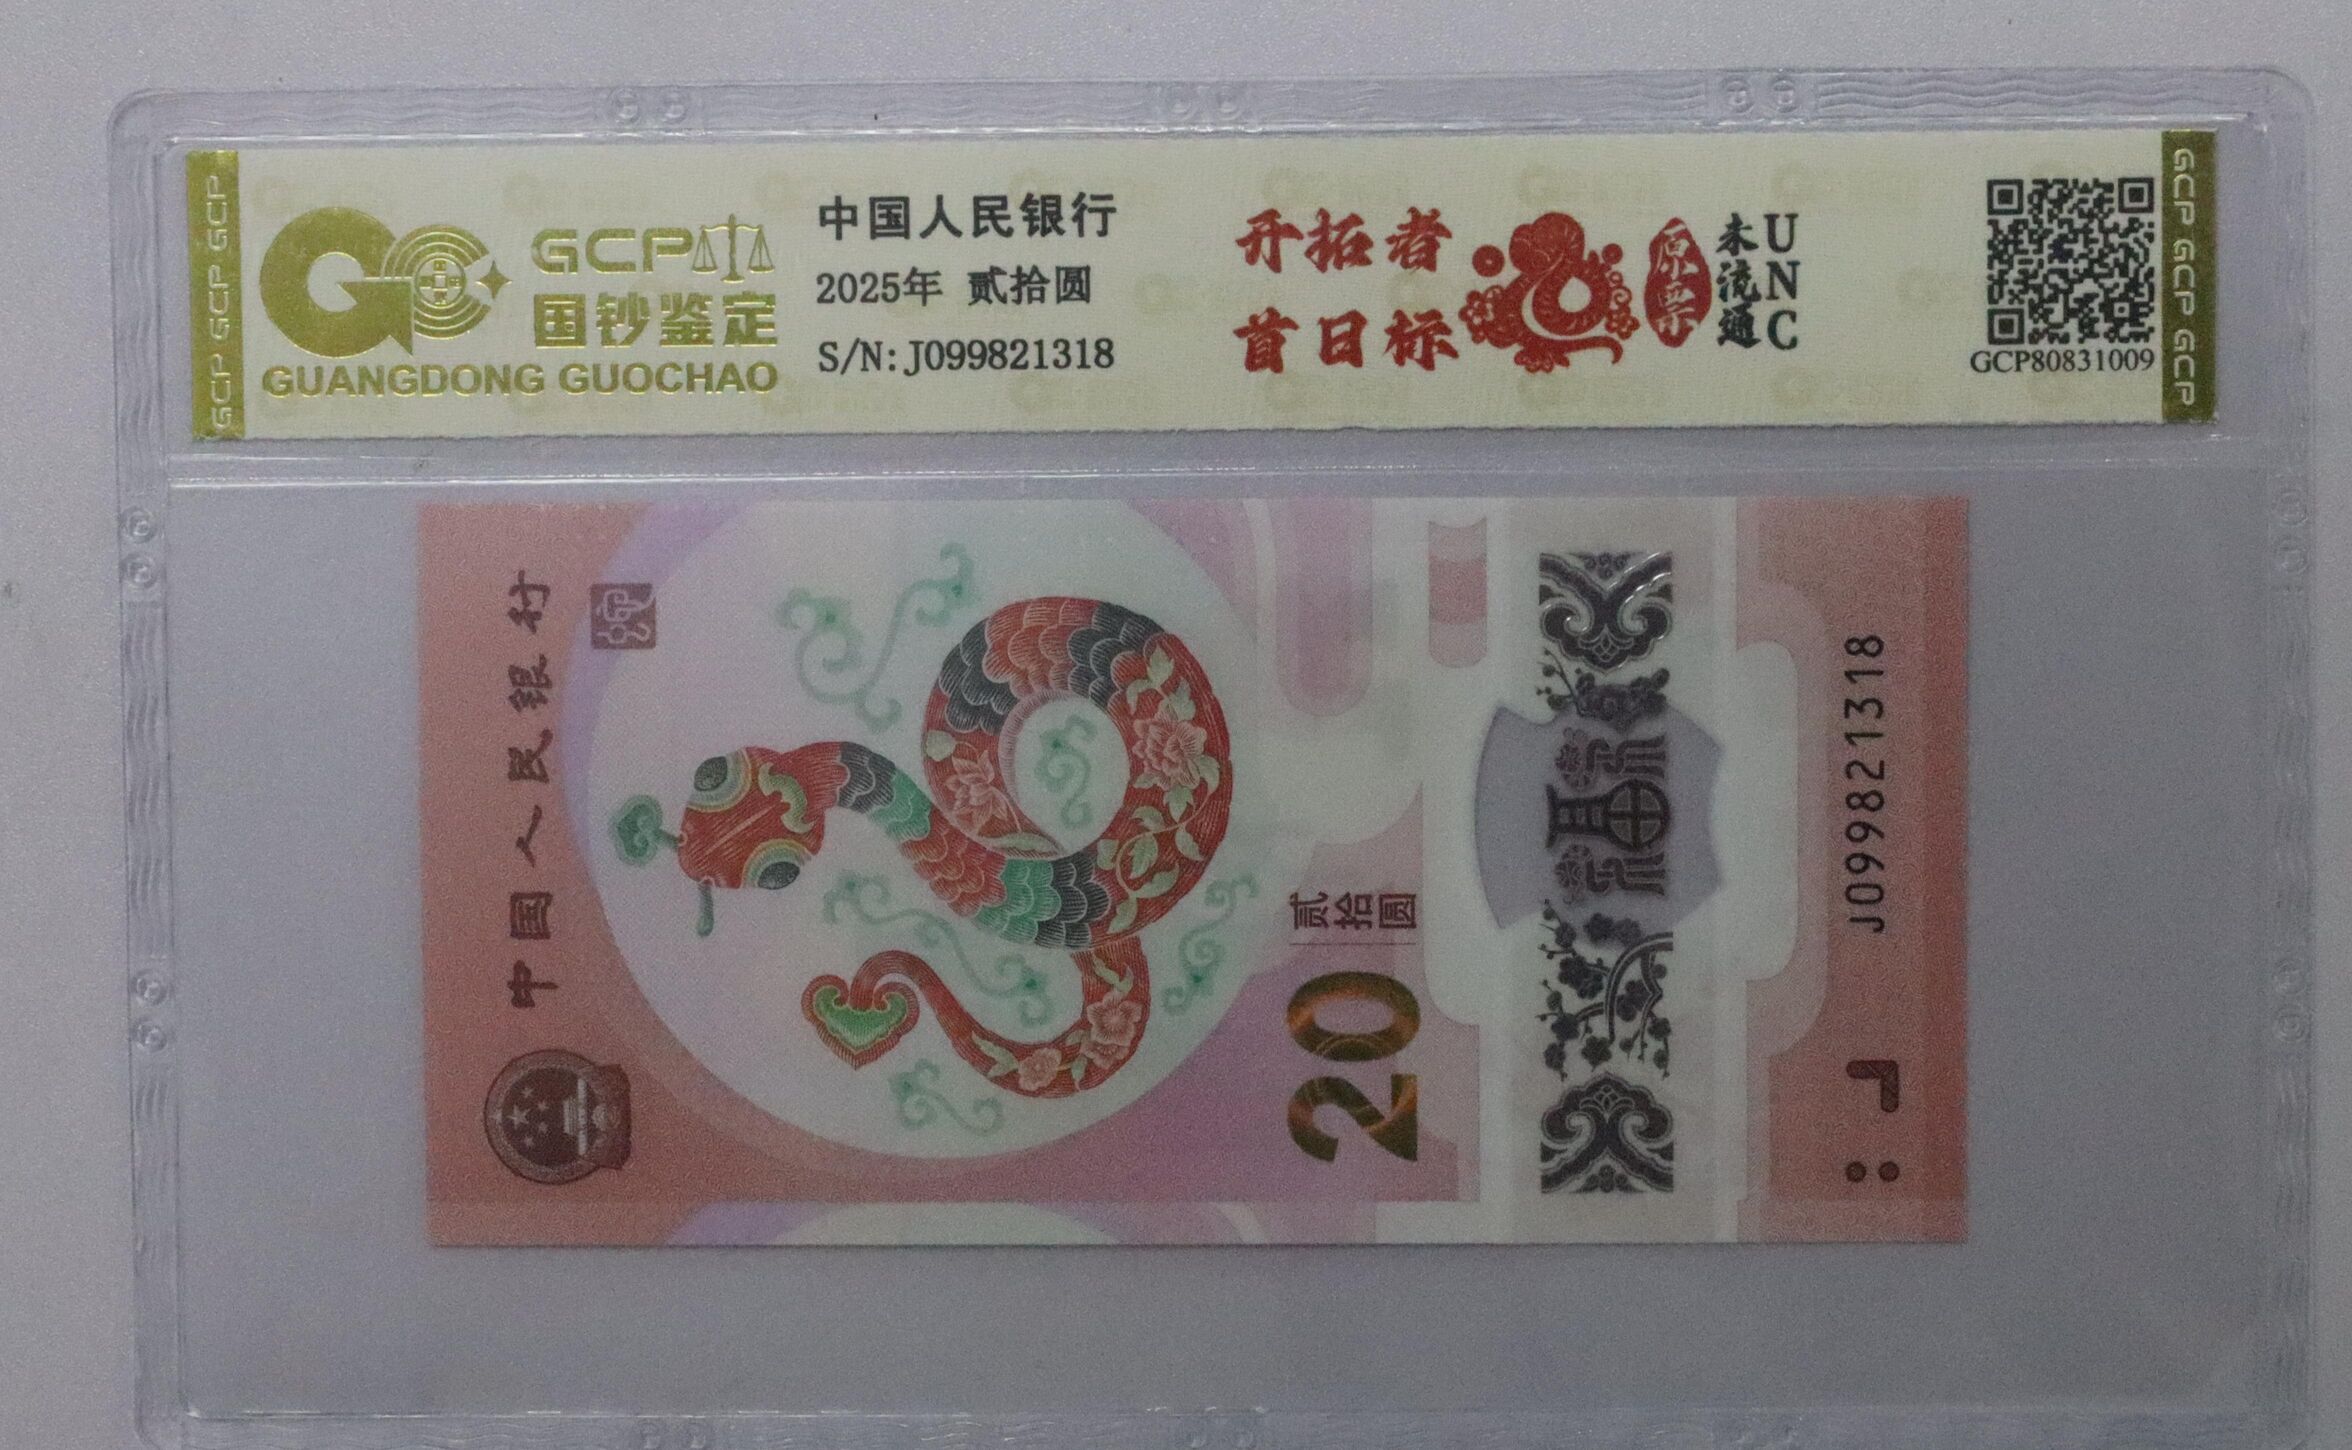 GCP GCP GCP
GCP
国钞鉴定
GUANGDONG GUOCHAO
中国人民银行
2025年 贰拾圆
S/N: J099821318
开拓者
首日标
原票
未流通
UNC
GCP80831009
GCP GCP GCP
中国人民银行
贰拾圆
20
福
J099821318